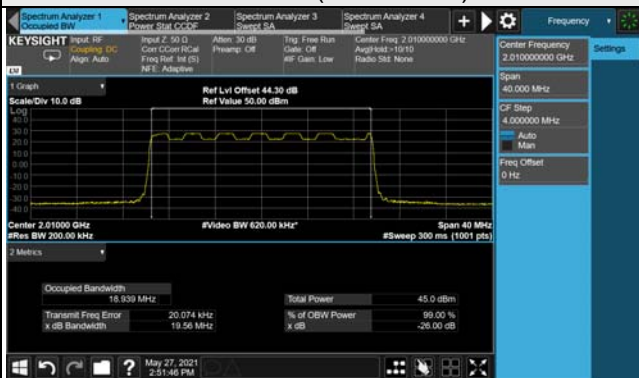 Spectrum Analyzer 1
Occupied BW
Spectrum Analyzer 2
Power Stat CCDF
Spectrum Analyzer 3
Swept SA
Spectrum Analyzer 4
Swept SA
Frequency
KEYSIGHT
Input: RF
Coupling: DC
Align: Auto
Input Z: 50 Ω
Corr CCorr RCal
Freq Ref: Int (S)
NFE: Adaptive
Atten: 30 dB
Preamp: Off
Trig: Free Run
Gate: Off
#IF Gain: Low
Center Freq: 2.010000000 GHz
Avg|Hold:>10/10
Radio Std: None
LXI
Center Frequency
2.010000000 GHz
Settings
Span
40.000 MHz
CF Step
4.000000 MHz
Auto
Man
Freq Offset
0 Hz
1 Graph
Scale/Div 10.0 dB
Ref Lvl Offset 44.30 dB
Ref Value 50.00 dBm
Log
40.0
30.0
20.0
10.0
0.00
-10.0
-20.0
-30.0
-40.0
Center 2.01000 GHz
#Res BW 200.00 kHz
#Video BW 620.00 kHz*
Span 40 MHz
#Sweep 300 ms (1001 pts)
2 Metrics
Occupied Bandwidth
16.939 MHz
Total Power 45.0 dBm
Transmit Freq Error 20.074 kHz
% of OBW Power 99.00 %
x dB Bandwidth 19.56 MHz
x dB -26.00 dB
May 27, 2021
2:51:46 PM